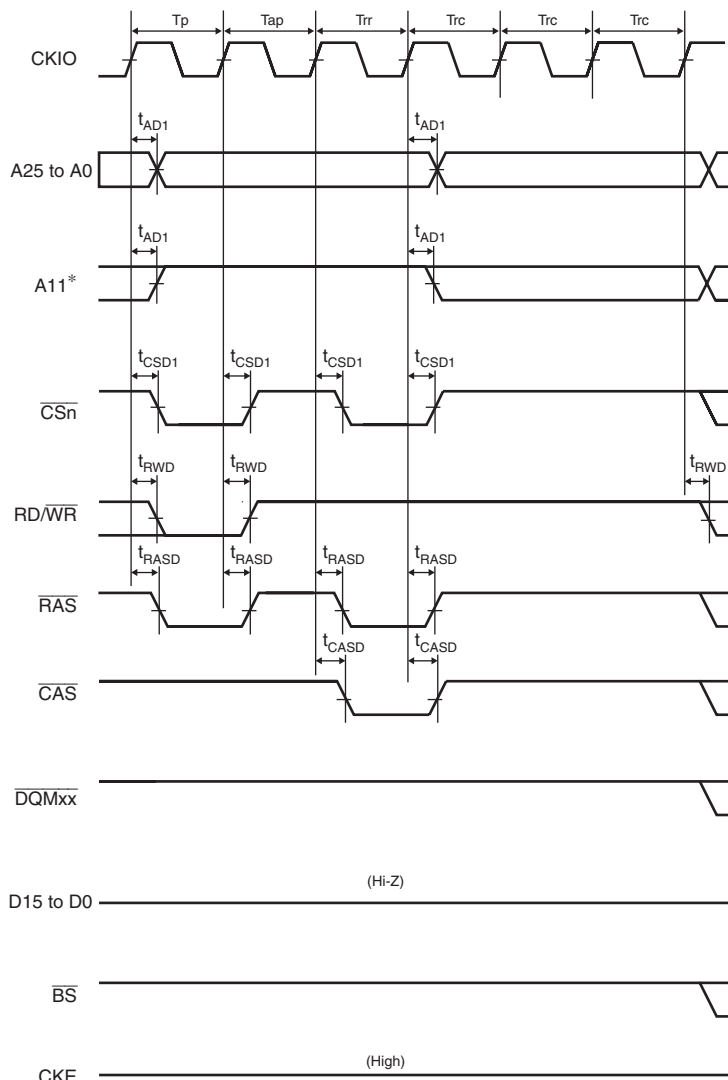 Tp Tap Trr Trc Trc Trc
CKIO
tAD1 tAD1
A25 to A0
tAD1 tAD1
A11*
tCSD1 tCSD1 tCSD1 tCSD1
CSn
tRWD tRWD tRWD
RD/WR
tRASD tRASD tRASD tRASD
RAS
tCASD tCASD
CAS
DQMxx
(Hi-Z)
D15 to D0
BS
(High)
CKE